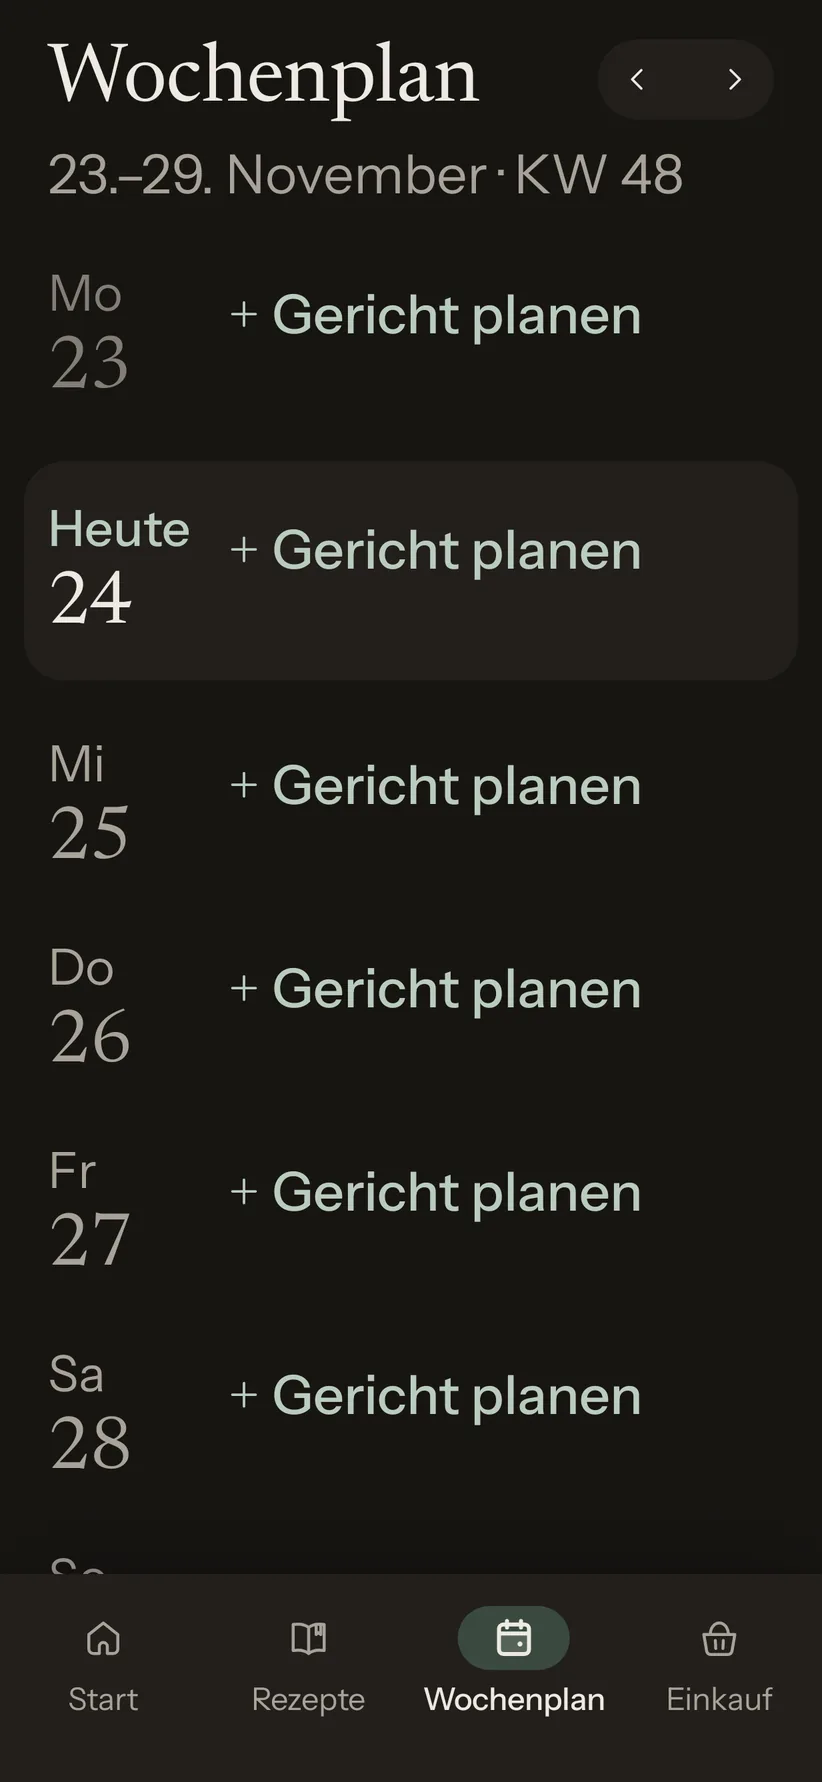 Wochenplan
23.–29. November · KW 48
Mo
23
+ Gericht planen
Heute
24
+ Gericht planen
Mi
25
+ Gericht planen
Do
26
+ Gericht planen
Fr
27
+ Gericht planen
Sa
28
+ Gericht planen
Start
Rezepte
Wochenplan
Einkauf